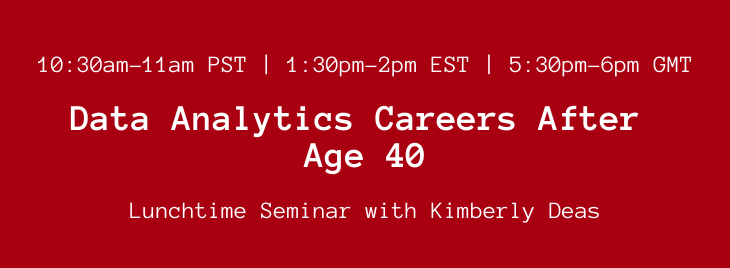 10:30am–11am PST | 1:30pm–2pm EST | 5:30pm–6pm GMT
Data Analytics Careers After
Age 40
Lunchtime Seminar with Kimberly Deas